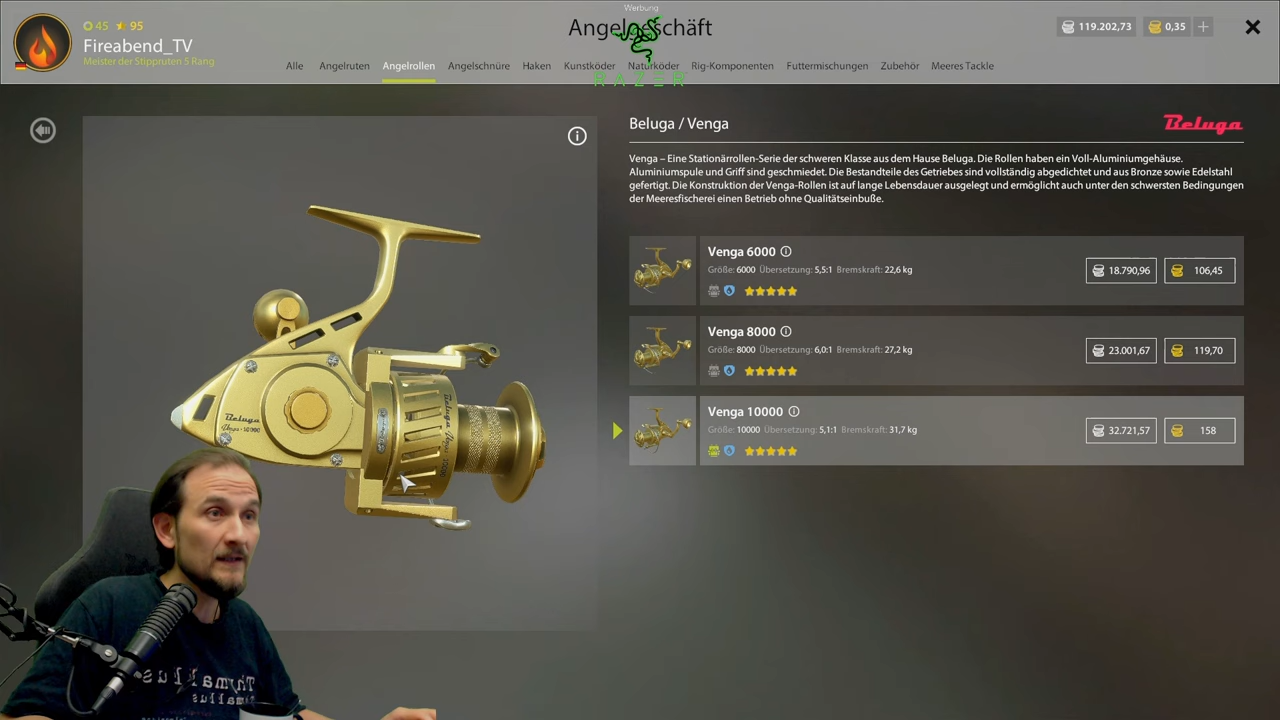 Werbung
45 95
Fireabend_TV
Meister der Stippruten 5 Rang
Angelgeschäft
119.202,73
0,35
RAZER
Alle Angelruten Angelrollen Angelschnüre Haken Kunstköder Naturköder Rig-Komponenten Futtermischungen Zubehör Meeres Tackle
Beluga / Venga
Beluga
Venga – Eine Stationärrollen-Serie der schweren Klasse aus dem Hause Beluga. Die Rollen haben ein Voll-Aluminiumgehäuse.
Aluminiumspule und Griff sind geschmiedet. Die Bestandteile des Getriebes sind vollständig abgedichtet und aus Bronze sowie Edelstahl
gefertigt. Die Konstruktion der Venga-Rollen ist auf lange Lebensdauer ausgelegt und ermöglicht auch unter den schwersten Bedingungen
der Meeresfischerei einen Betrieb ohne Qualitätseinbuße.
Venga 6000
Größe: 6000 Übersetzung: 5,5:1 Bremskraft: 22,6 kg
18.790,96
106,45
Venga 8000
Größe: 8000 Übersetzung: 6,0:1 Bremskraft: 27,2 kg
23.001,67
119,70
Venga 10000
Größe: 10000 Übersetzung: 5,1:1 Bremskraft: 31,7 kg
32.721,57
158
Beluga
Venga - 10000